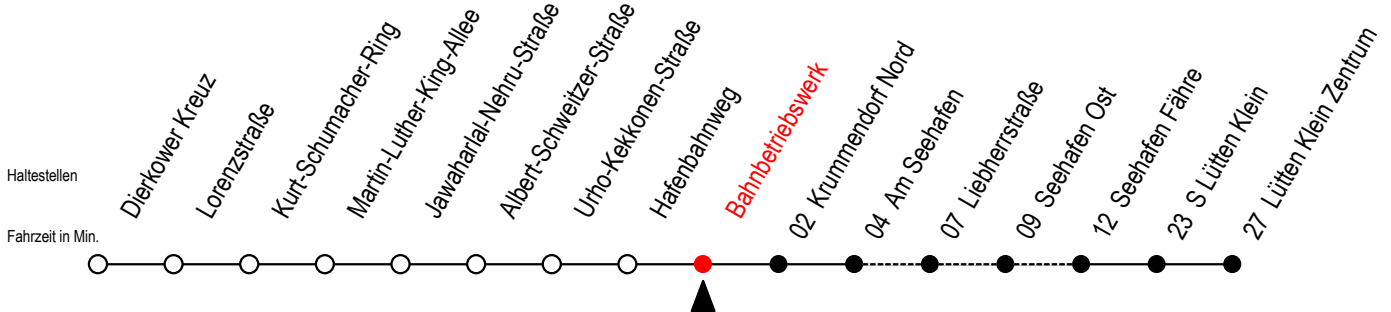 Haltestellen
Fahrzeit in Min.
Dierkower Kreuz
Lorenzstraße
Kurt-Schumacher-Ring
Martin-Luther-King-Allee
Jawaharlal-Nehru-Straße
Albert-Schweitzer-Straße
Urho-Kekkonen-Straße
Hafenbahnweg
Bahnbetriebswerk
02 Krummendorf Nord
04 Am Seehafen
07 Liebherrstraße
09 Seehafen Ost
12 Seehafen Fähre
23 S Lütten Klein
27 Lütten Klein Zentrum